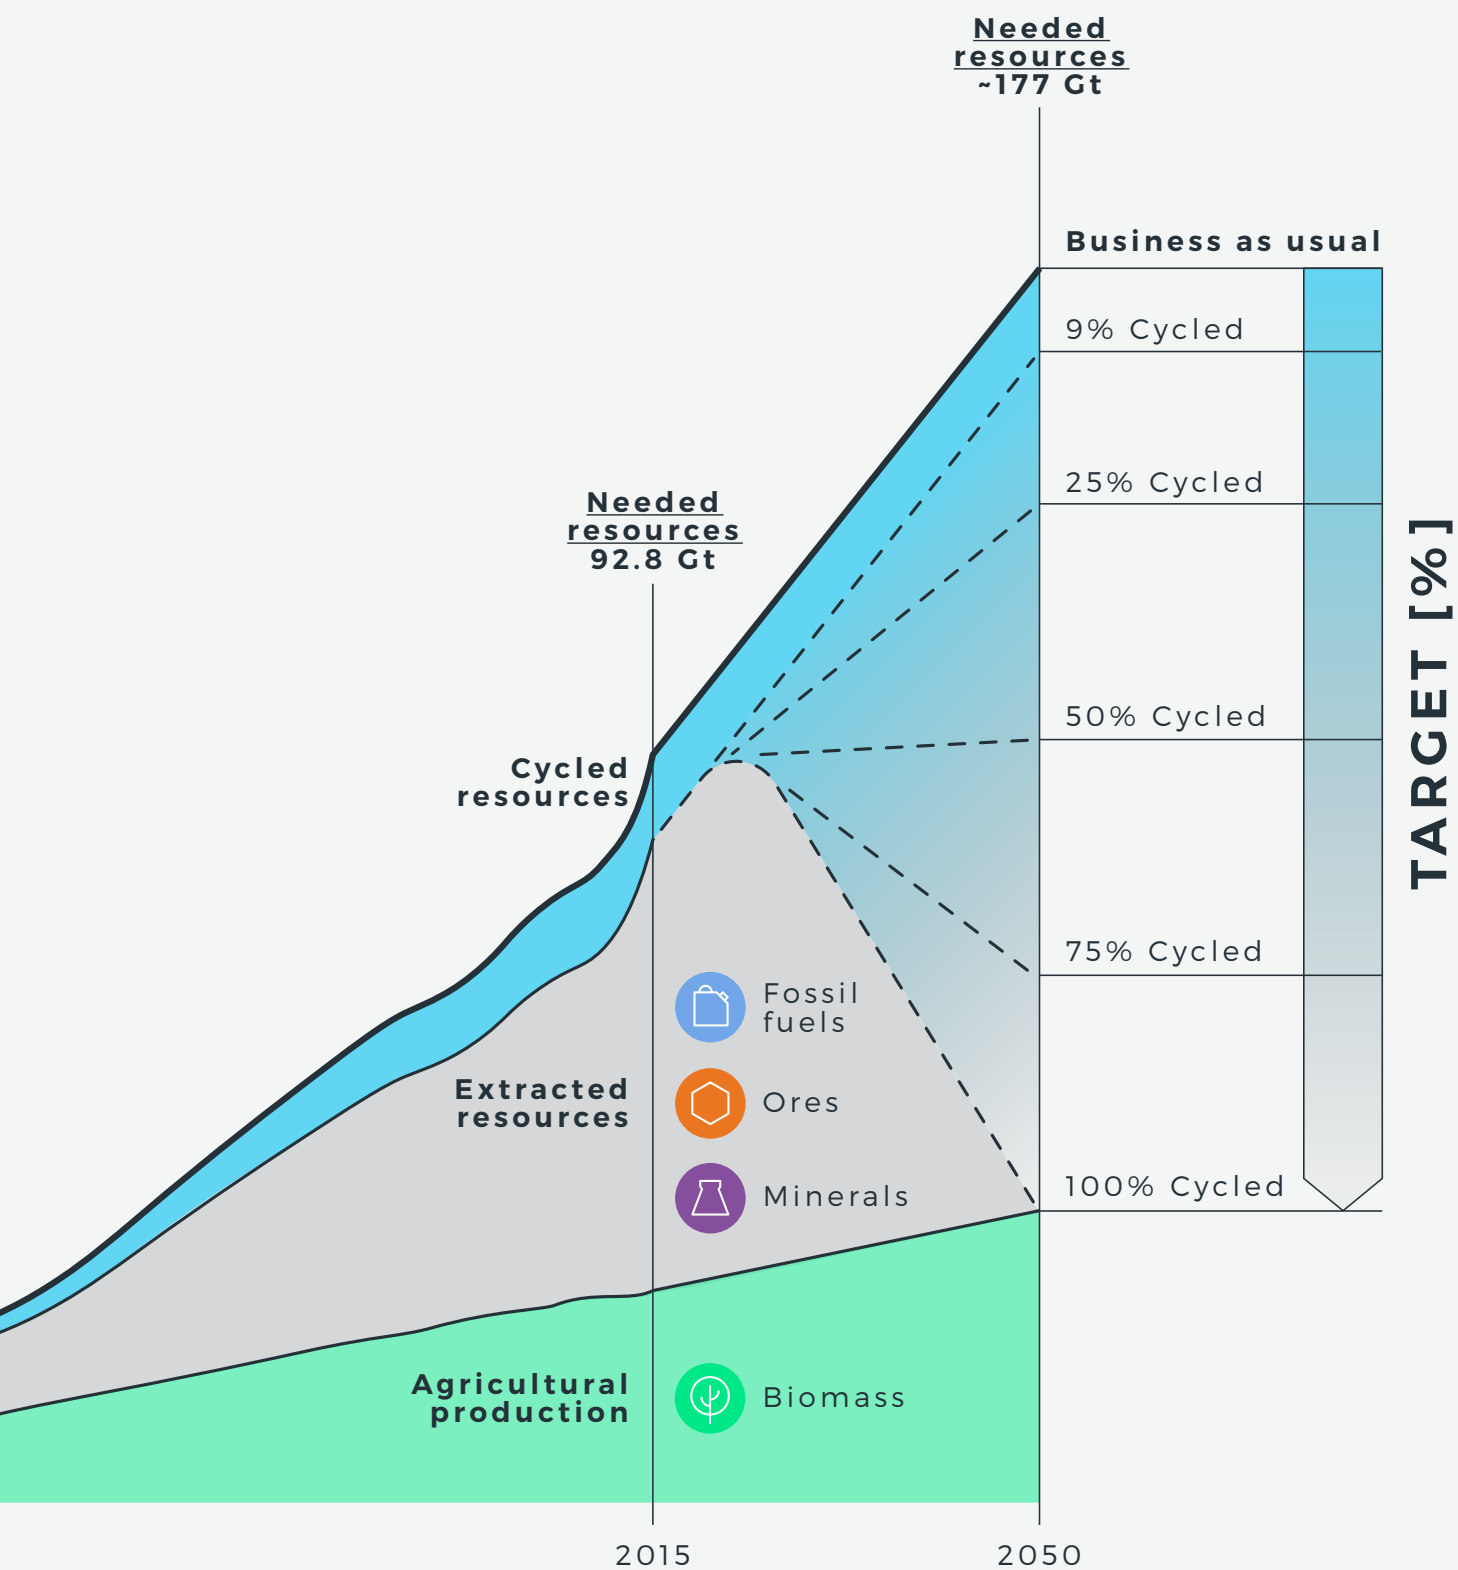 Needed
resources
~177 Gt
Business as usual
9% Cycled
25% Cycled
Needed
resources
92.8 Gt
TARGET [%]
50% Cycled
Cycled
resources
75% Cycled
Fossil
fuels
Extracted
resources
Ores
Minerals
100% Cycled
Agricultural
production
Biomass
2015
2050